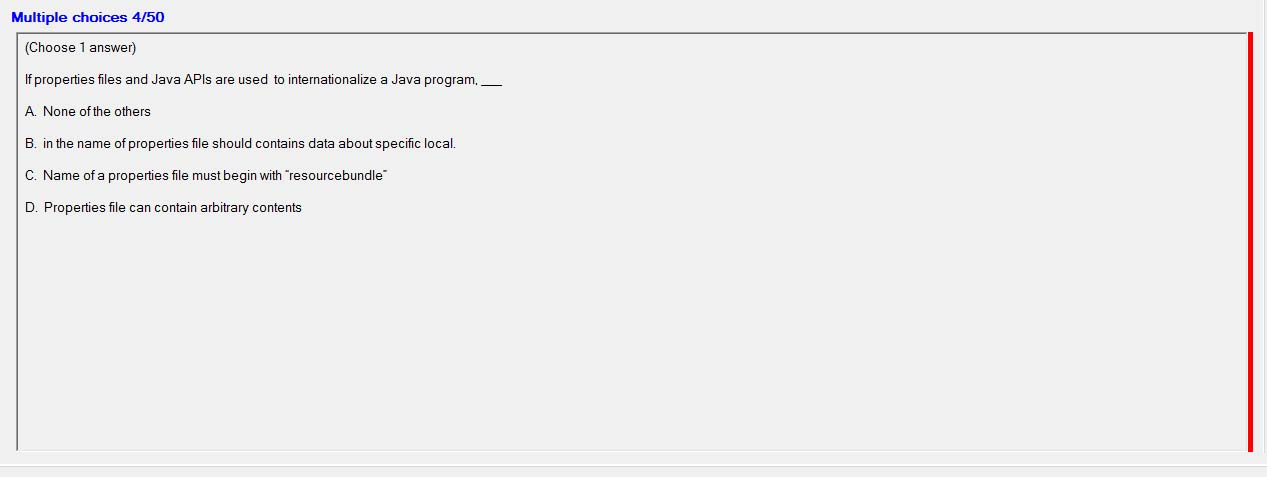 Multiple choices 4/50
(Choose 1 answer)
If properties files and Java APIs are used to internationalize a Java program, ___
A. None of the others
B. in the name of properties file should contains data about specific local.
C. Name of a properties file must begin with “resourcebundle”
D. Properties file can contain arbitrary contents